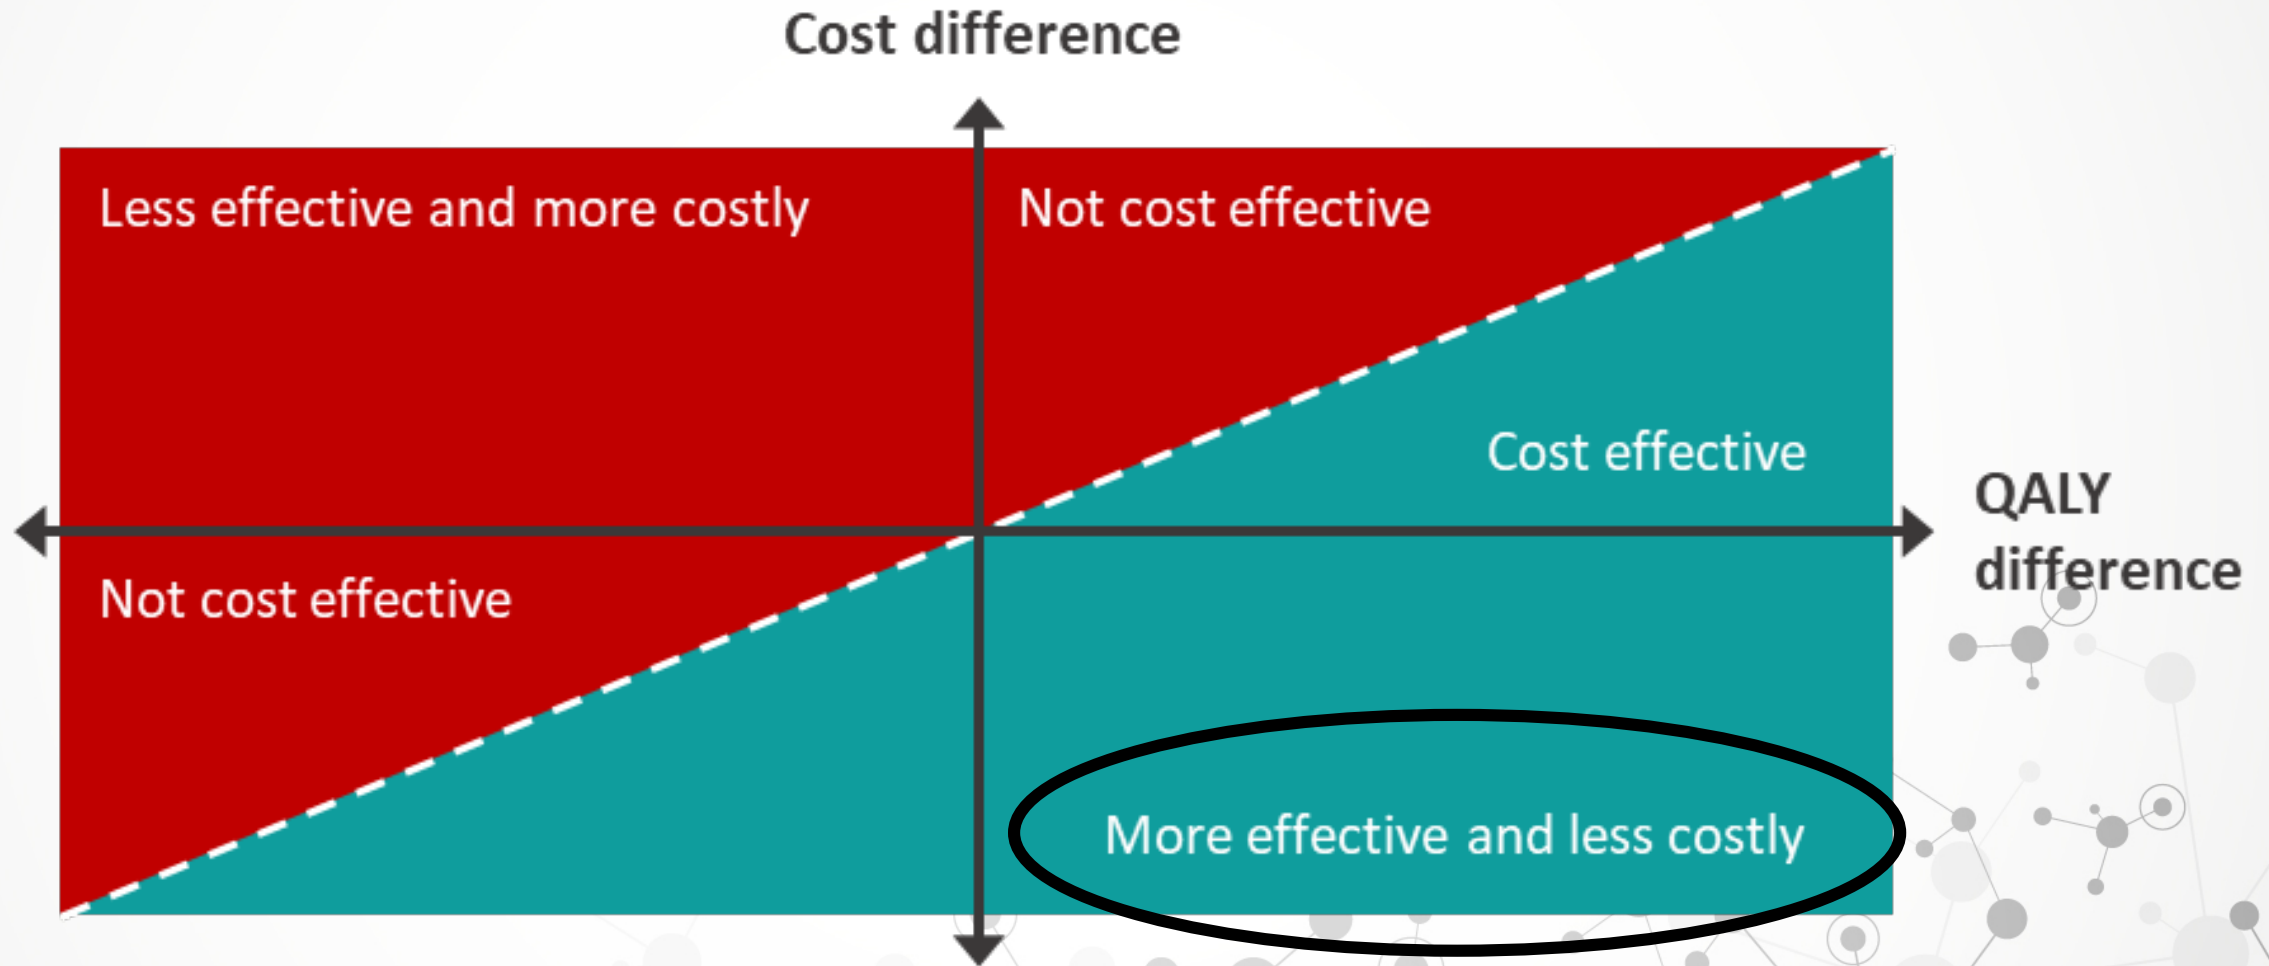 Cost difference
Less effective and more costly
Not cost effective
Cost effective
QALY
difference
Not cost effective
More effective and less costly